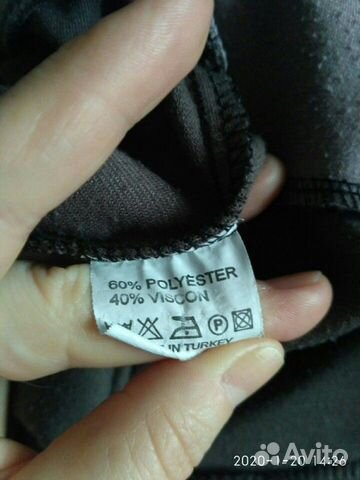 60% POLYESTER
40% VISCON
P
IN TURKEY
2020-1-20 14:26
Avito